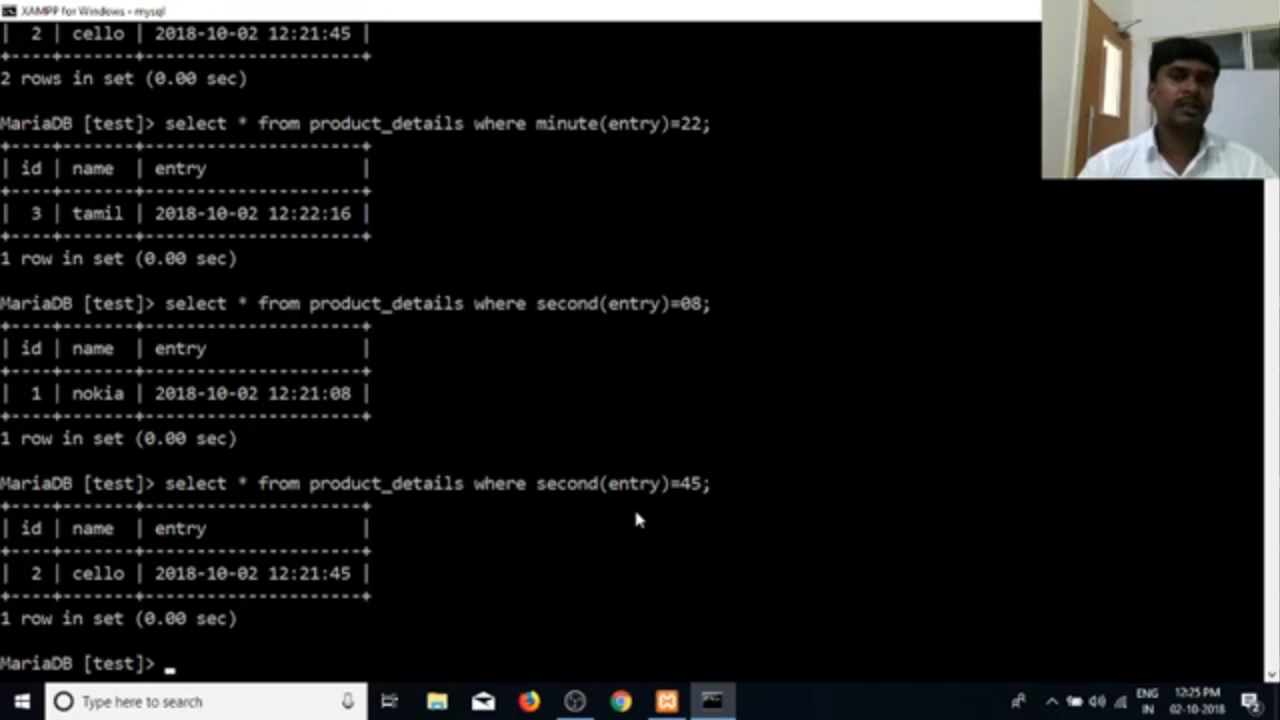 XAMPP for Windows - mysql
| 2 | cello | 2018-10-02 12:21:45 |
+----+-------+---------------------+
2 rows in set (0.00 sec)
MariaDB [test]> select * from product_details where minute(entry)=22;
+----+-------+---------------------+
| id | name | entry |
+----+-------+---------------------+
| 3 | tamil | 2018-10-02 12:22:16 |
+----+-------+---------------------+
1 row in set (0.00 sec)
MariaDB [test]> select * from product_details where second(entry)=08;
+----+-------+---------------------+
| id | name | entry |
+----+-------+---------------------+
| 1 | nokia | 2018-10-02 12:21:08 |
+----+-------+---------------------+
1 row in set (0.00 sec)
MariaDB [test]> select * from product_details where second(entry)=45;
+----+-------+---------------------+
| id | name | entry |
+----+-------+---------------------+
| 2 | cello | 2018-10-02 12:21:45 |
+----+-------+---------------------+
1 row in set (0.00 sec)
MariaDB [test]> _
Type here to search
ENG 12:25 PM
IN 02-10-2018
2